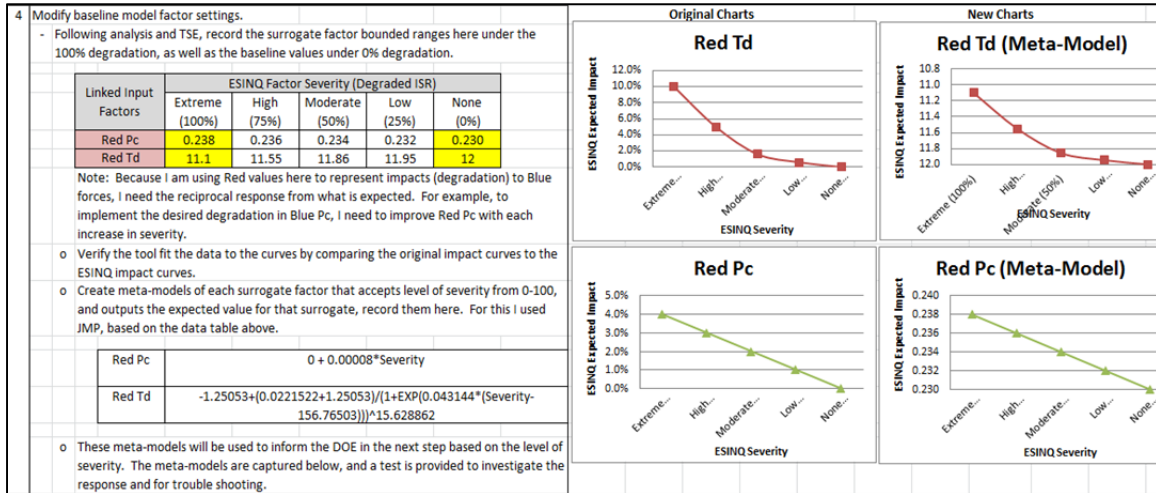 4 Modify baseline model factor settings.
- Following analysis and TSE, record the surrogate factor bounded ranges here under the
100% degradation, as well as the baseline values under 0% degradation.
Linked Input
Factors
ESINQ Factor Severity (Degraded ISR)
Extreme High Moderate Low None
(100%) (75%) (50%) (25%) (0%)
Red Pc 0.238 0.236 0.234 0.232 0.230
Red Td 11.1 11.55 11.86 11.95 12
Note: Because I am using Red values here to represent impacts (degradation) to Blue
forces, I need the reciprocal response from what is expected. For example, to
implement the desired degradation in Blue Pc, I need to improve Red Pc with each
increase in severity.
o Verify the tool fit the data to the curves by comparing the original impact curves to the
ESINQ impact curves.
o Create meta-models of each surrogate factor that accepts level of severity from 0-100,
and outputs the expected value for that surrogate, record them here. For this I used
JMP, based on the data table above.
Red Pc 0 + 0.00008*Severity
Red Td -1.25053+(0.0221522+1.25053)/(1+EXP(0.043144*(Severity-
156.76503)))^15.628862
o These meta-models will be used to inform the DOE in the next step based on the level of
severity. The meta-models are captured below, and a test is provided to investigate the
response and for trouble shooting.
Original Charts
Red Td
ESINQ Expected Impact
12.0%
10.0%
8.0%
6.0%
4.0%
2.0%
0.0%
Extreme...
High...
Moderate...
Low...
None...
ESINQ Severity
New Charts
Red Td (Meta-Model)
ESINQ Expected Impact
10.8
11.0
11.2
11.4
11.6
11.8
12.0
Extreme (100%)
High...
Moderate (50%)
Low...
None...
ESINQ Severity
Red Pc
ESINQ Expected Impact
5.0%
4.0%
3.0%
2.0%
1.0%
0.0%
Extreme...
High...
Moderate...
Low...
None...
ESINQ Severity
Red Pc (Meta-Model)
ESINQ Expected Impact
0.240
0.238
0.236
0.234
0.232
0.230
Extreme...
High...
Moderate...
Low...
None...
ESINQ Severity